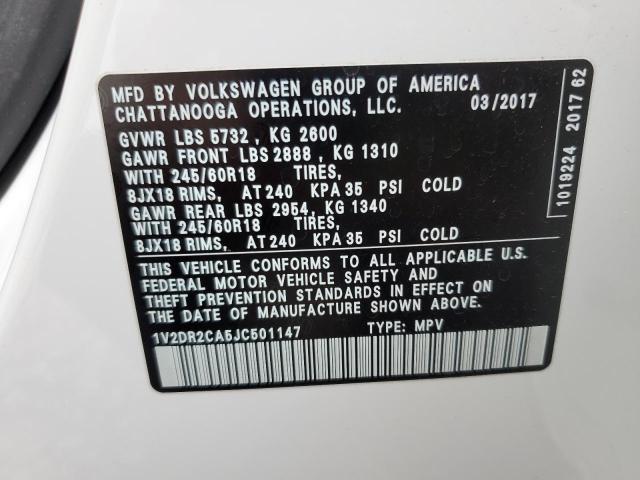 MFD BY VOLKSWAGEN GROUP OF AMERICA
CHATTANOOGA OPERATIONS, LLC. 03/2017
GVWR LBS 5732 , KG 2600
GAWR FRONT LBS 2888 , KG 1310
WITH 245/60R18 TIRES,
8JX18 RIMS, AT 240 KPA 35 PSI COLD
GAWR REAR LBS 2954, KG 1340
WITH 245/60R18 TIRES,
8JX18 RIMS, AT 240 KPA 35 PSI COLD
THIS VEHICLE CONFORMS TO ALL APPLICABLE U.S.
FEDERAL MOTOR VEHICLE SAFETY AND
THEFT PREVENTION STANDARDS IN EFFECT ON
THE DATE OF MANUFACTURE SHOWN ABOVE.
1V2DR2CA5JC501147 TYPE: MPV
1019224 2017 62